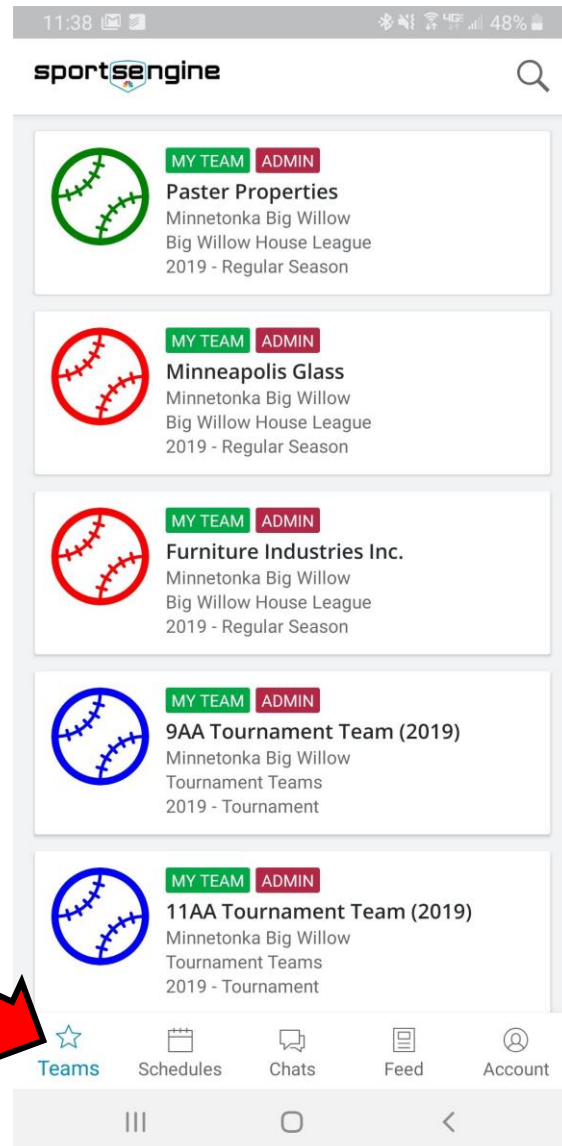 11:38 48%
sportsengine
MY TEAM ADMIN
Paster Properties
Minnetonka Big Willow
Big Willow House League
2019 - Regular Season
MY TEAM ADMIN
Minneapolis Glass
Minnetonka Big Willow
Big Willow House League
2019 - Regular Season
MY TEAM ADMIN
Furniture Industries Inc.
Minnetonka Big Willow
Big Willow House League
2019 - Regular Season
MY TEAM ADMIN
9AA Tournament Team (2019)
Minnetonka Big Willow
Tournament Teams
2019 - Tournament
MY TEAM ADMIN
11AA Tournament Team (2019)
Minnetonka Big Willow
Tournament Teams
2019 - Tournament
Teams Schedules Chats Feed Account